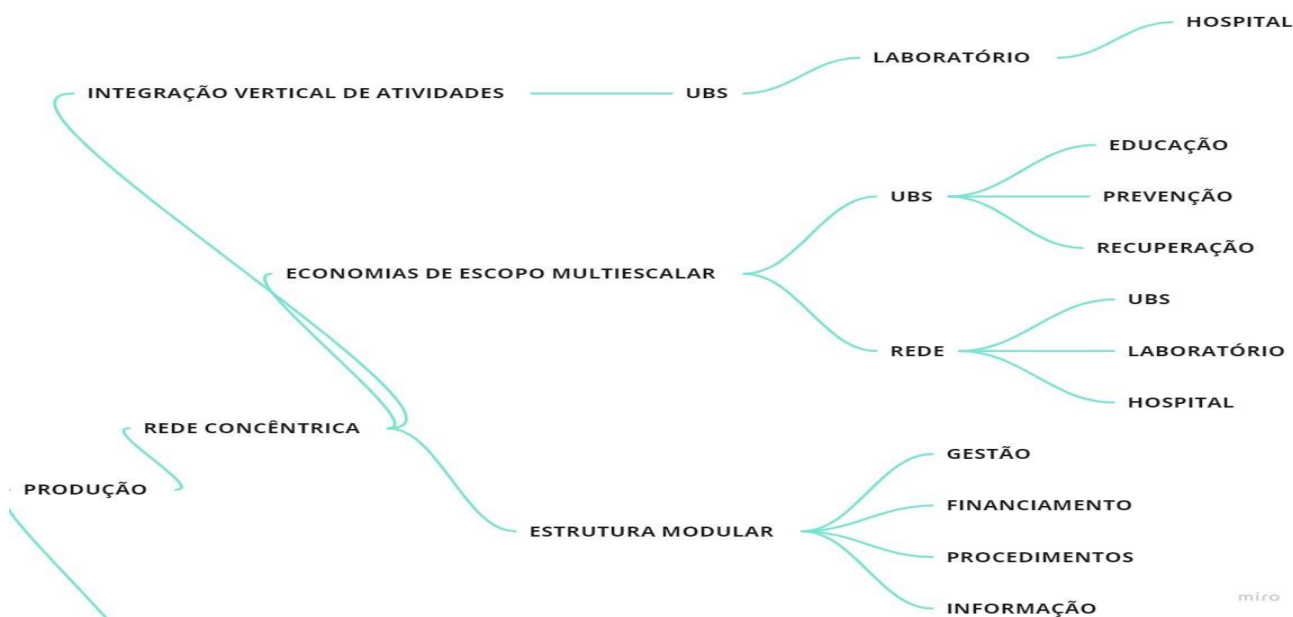 HOSPITAL
LABORATÓRIO
INTEGRAÇÃO VERTICAL DE ATIVIDADES
UBS
EDUCAÇÃO
UBS
PREVENÇÃO
RECUPERAÇÃO
ECONOMIAS DE ESCOPO MULTIESCALAR
UBS
REDE
LABORATÓRIO
HOSPITAL
REDE CONCÊNTRICA
GESTÃO
PRODUÇÃO
FINANCIAMENTO
ESTRUTURA MODULAR
PROCEDIMENTOS
INFORMAÇÃO
miro